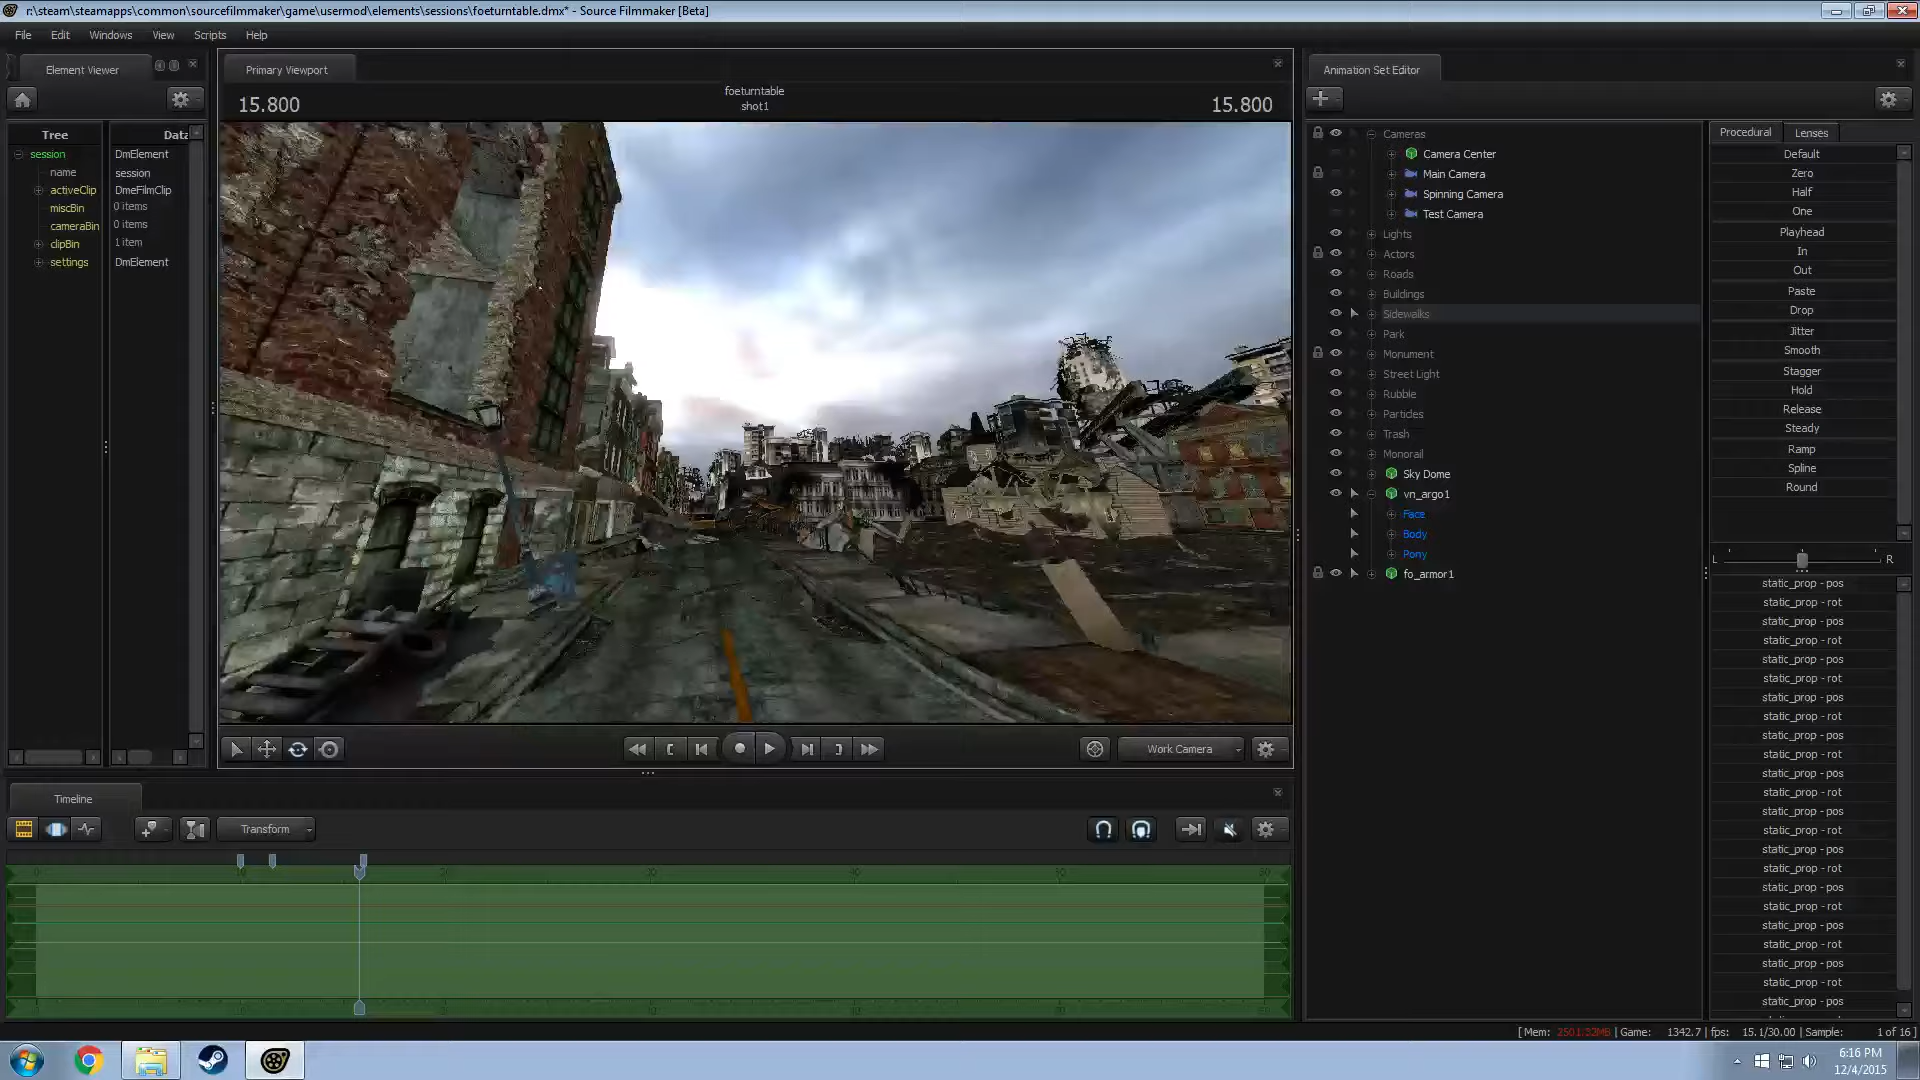 r:\steam\steamapps\common\sourcefilmmaker\game\usermod\elements\sessions\foeturntable.dmx* - Source Filmmaker [Beta]
File Edit Windows View Scripts Help
Element Viewer
Tree Data
session DmElement
name session
activeClip DmeFilmClip
miscBin 0 items
cameraBin 0 items
clipBin 1 item
settings DmElement
Primary Viewport
foeturntable
15.800 shot1 15.800
Work Camera
Timeline
Transform
Animation Set Editor
Cameras
Camera Center
Main Camera
Spinning Camera
Test Camera
Lights
Actors
Roads
Buildings
Sidewalks
Park
Monument
Street Light
Rubble
Particles
Trash
Monorail
Sky Dome
vn_argo1
Face
Body
Pony
fo_armor1
Procedural Lenses
Default
Zero
Half
One
Playhead
In
Out
Paste
Drop
Jitter
Smooth
Stagger
Hold
Release
Steady
Ramp
Spline
Round
L R
static_prop - pos
static_prop - rot
static_prop - pos
static_prop - rot
static_prop - pos
static_prop - rot
static_prop - pos
static_prop - rot
static_prop - pos
static_prop - rot
static_prop - pos
static_prop - rot
static_prop - pos
static_prop - rot
static_prop - pos
static_prop - rot
static_prop - pos
static_prop - rot
static_prop - pos
static_prop - rot
static_prop - pos
static_prop - rot
static_prop - pos
[ Mem: 2501.32MB | Game: 1342.7 | fps: 15.1/30.00 | Sample: 1 of 16 ]
6:16 PM
12/4/2015